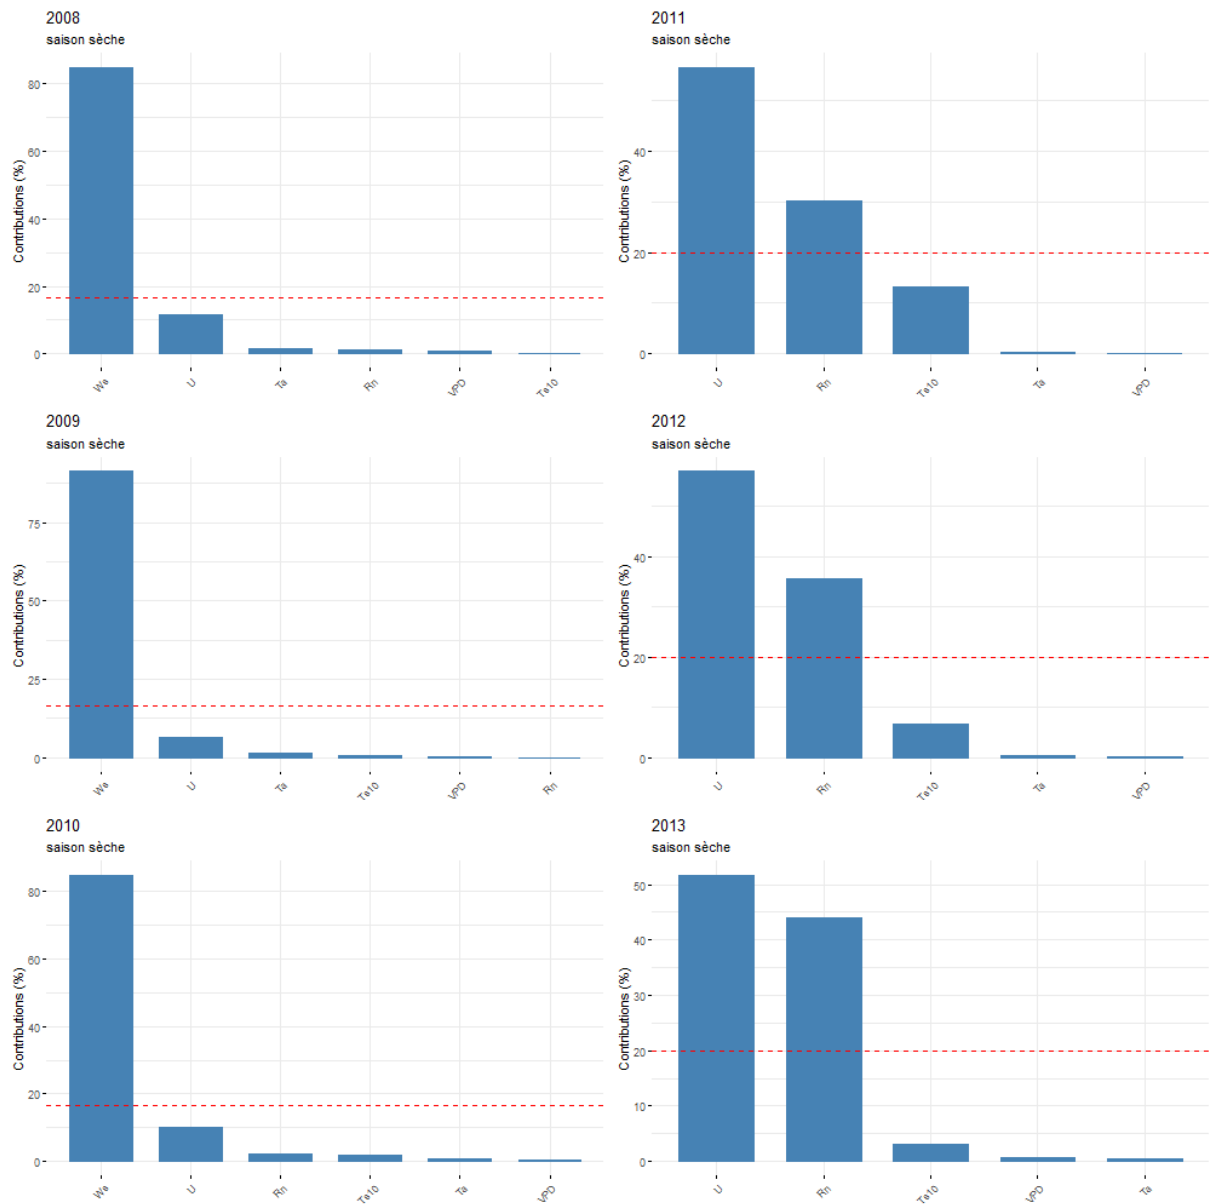 2008
saison sèche
Contributions (%)
80
60
40
20
0
Ws
U
Ta
Rn
VPD
Ts10
2011
saison sèche
Contributions (%)
40
20
0
U
Rn
Ts10
Ta
VPD
2009
saison sèche
Contributions (%)
75
50
25
0
Ws
U
Ta
Ts10
VPD
Rn
2012
saison sèche
Contributions (%)
40
20
0
U
Rn
Ts10
Ta
VPD
2010
saison sèche
Contributions (%)
80
60
40
20
0
Ws
U
Rn
Ts10
Ta
VPD
2013
saison sèche
Contributions (%)
50
40
30
20
10
0
U
Rn
Ts10
VPD
Ta